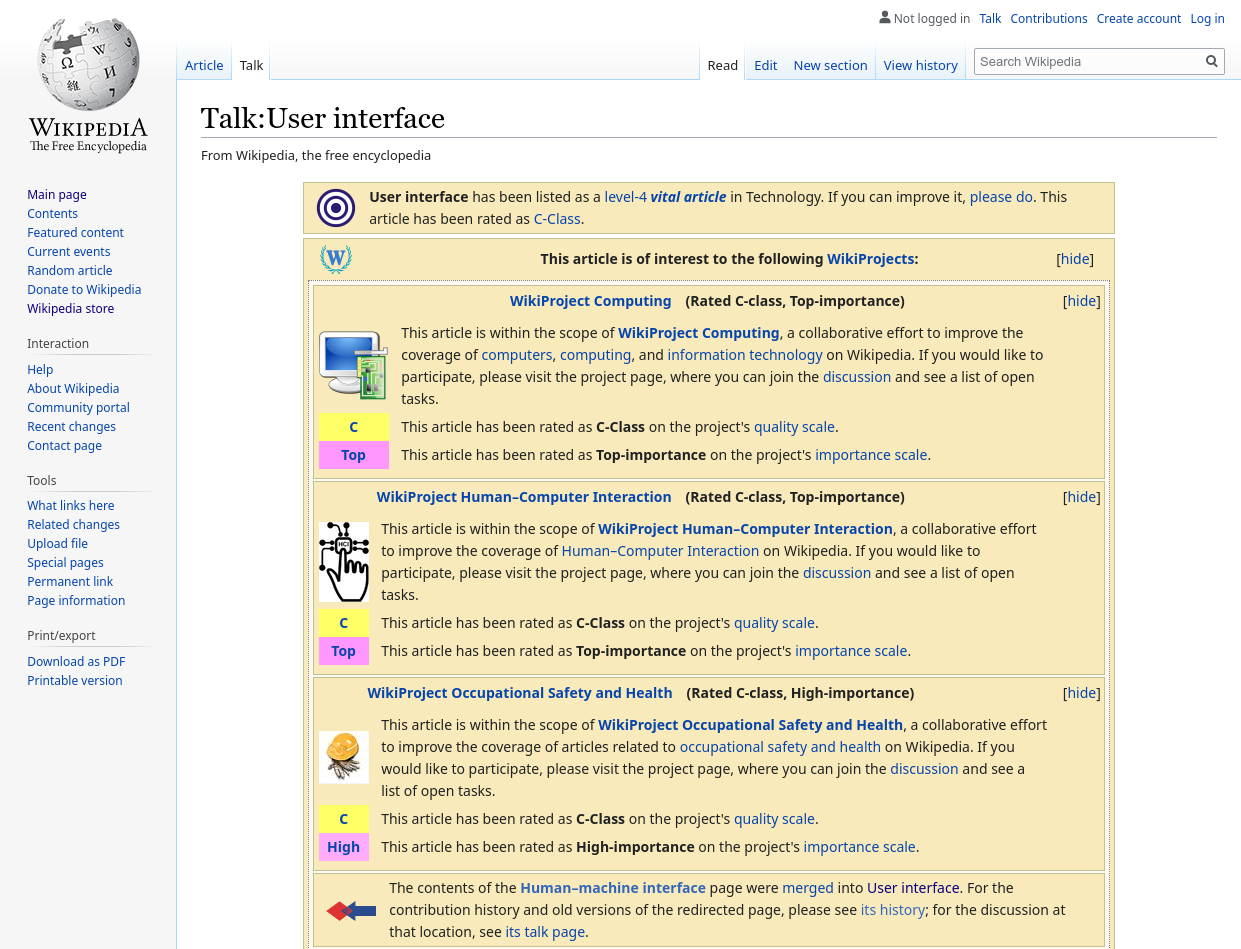 Not logged in Talk Contributions Create account Log in
Article Talk Read Edit New section View history Search Wikipedia
WIKIPEDIA
The Free Encyclopedia
Main page
Contents
Featured content
Current events
Random article
Donate to Wikipedia
Wikipedia store
Interaction
Help
About Wikipedia
Community portal
Recent changes
Contact page
Tools
What links here
Related changes
Upload file
Special pages
Permanent link
Page information
Print/export
Download as PDF
Printable version
Talk:User interface
From Wikipedia, the free encyclopedia
User interface has been listed as a level-4 vital article in Technology. If you can improve it, please do. This
article has been rated as C-Class.
W
This article is of interest to the following WikiProjects: [hide]
WikiProject Computing (Rated C-class, Top-importance) [hide]
This article is within the scope of WikiProject Computing, a collaborative effort to improve the
coverage of computers, computing, and information technology on Wikipedia. If you would like to
participate, please visit the project page, where you can join the discussion and see a list of open
tasks.
C This article has been rated as C-Class on the project's quality scale.
Top This article has been rated as Top-importance on the project's importance scale.
WikiProject Human–Computer Interaction (Rated C-class, Top-importance) [hide]
HCI
This article is within the scope of WikiProject Human–Computer Interaction, a collaborative effort
to improve the coverage of Human–Computer Interaction on Wikipedia. If you would like to
participate, please visit the project page, where you can join the discussion and see a list of open
tasks.
C This article has been rated as C-Class on the project's quality scale.
Top This article has been rated as Top-importance on the project's importance scale.
WikiProject Occupational Safety and Health (Rated C-class, High-importance) [hide]
This article is within the scope of WikiProject Occupational Safety and Health, a collaborative effort
to improve the coverage of articles related to occupational safety and health on Wikipedia. If you
would like to participate, please visit the project page, where you can join the discussion and see a
list of open tasks.
C This article has been rated as C-Class on the project's quality scale.
High This article has been rated as High-importance on the project's importance scale.
The contents of the Human–machine interface page were merged into User interface. For the
contribution history and old versions of the redirected page, please see its history; for the discussion at
that location, see its talk page.